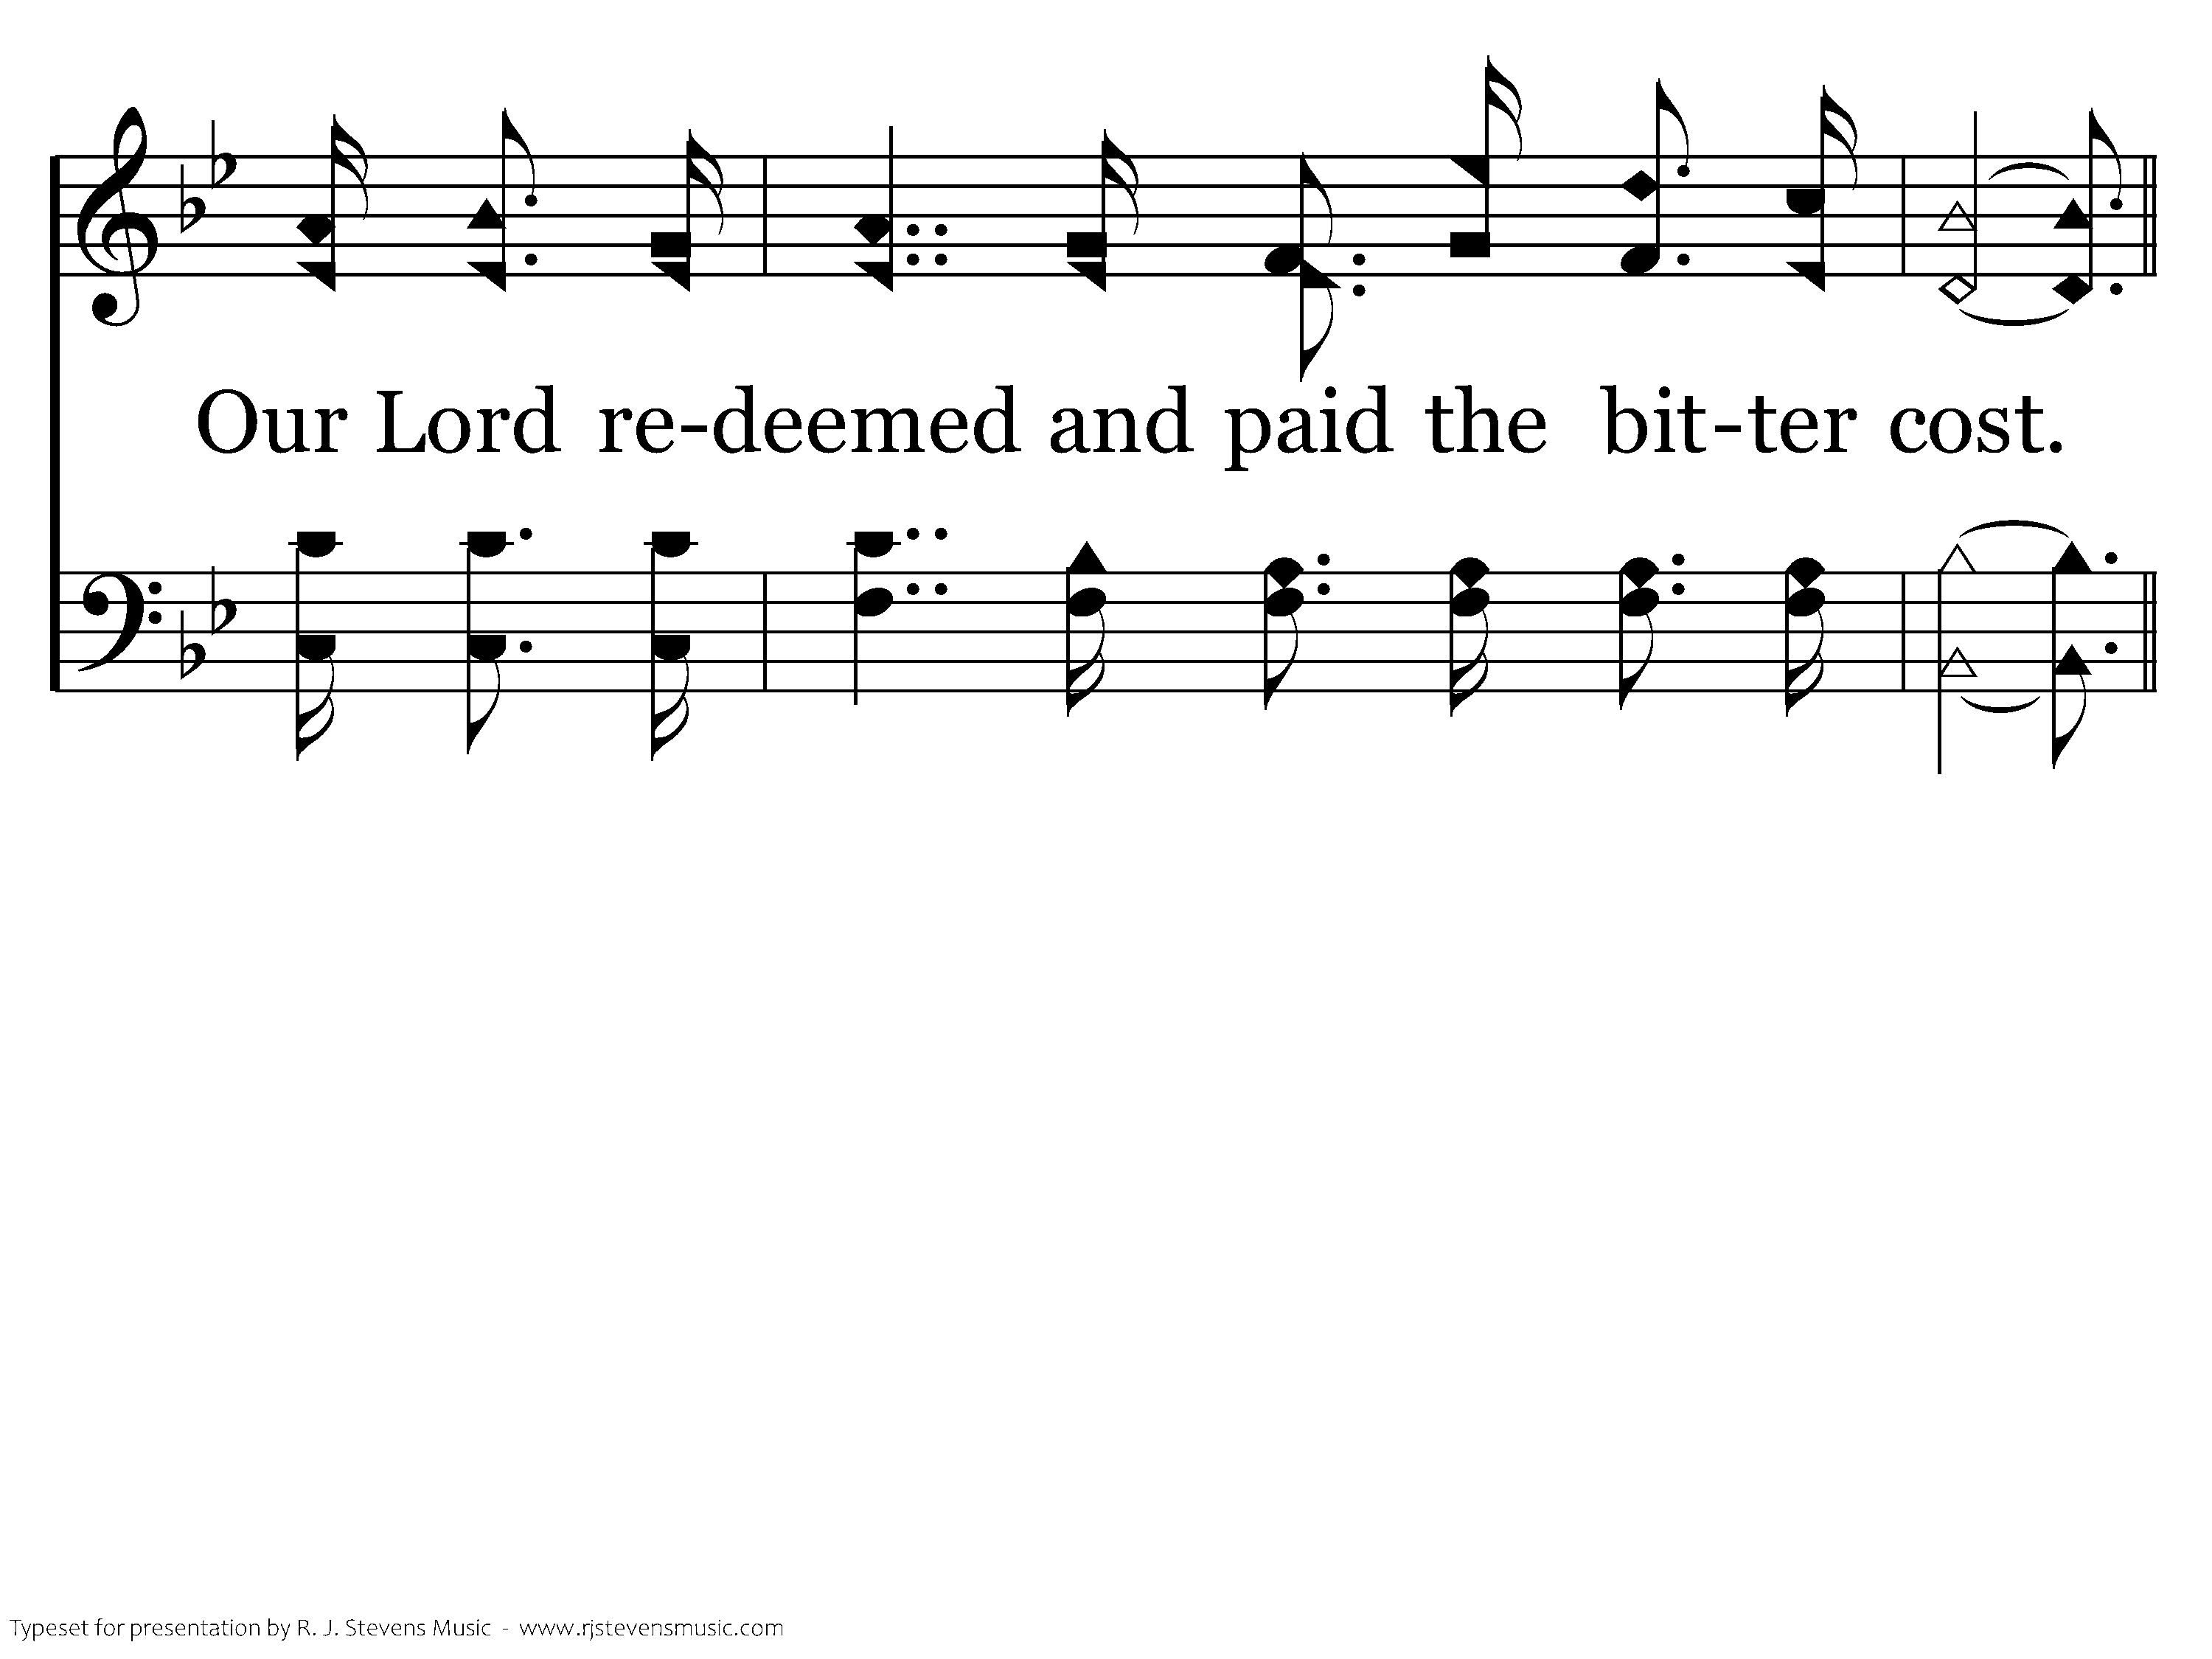 Our Lord re-deemed and paid the bit-ter cost.
Typeset for presentation by R. J. Stevens Music - www.rjstevensmusic.com